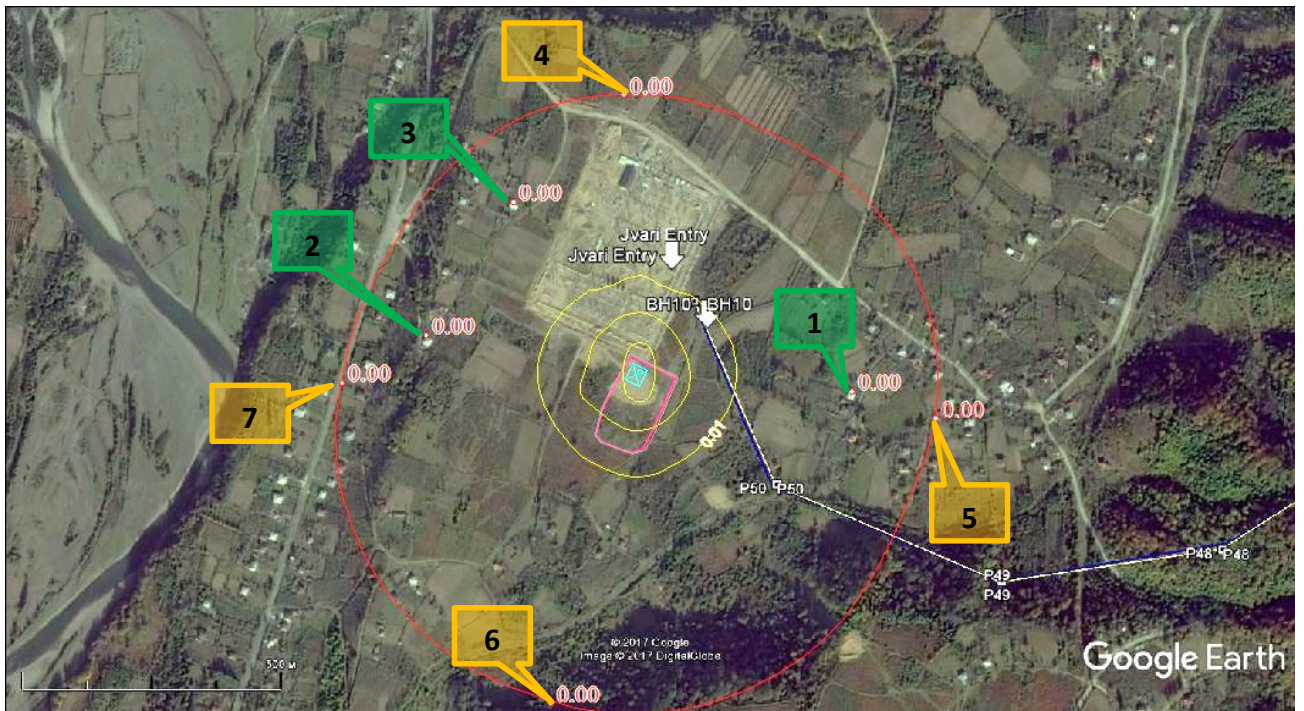 4
0.00
3
0.00
Jvari Entry
Jvari Entry
2
BH10
BH10
1
0.00
0.00
0.00
7
0.00
0.01
P50
P50
5
P48
P48
P49
P49
6
© 2017 Google
Image © 2017 DigitalGlobe
Google Earth
500 м
0.00